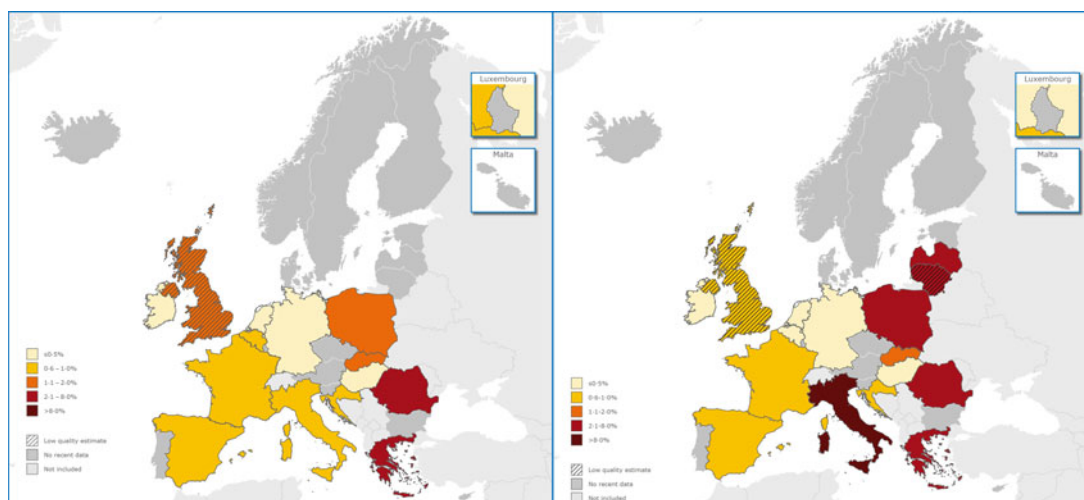 Luxembourg
Malta
≤0·5%
0·6–1·0%
1·1–2·0%
2·1–8·0%
>8·0%
Low quality estimate
No recent data
Not included
Luxembourg
Malta
≤0·5%
0·6-1·0%
1·1-2·0%
2·1-8·0%
>8·0%
Low quality estimate
No recent data
Not included